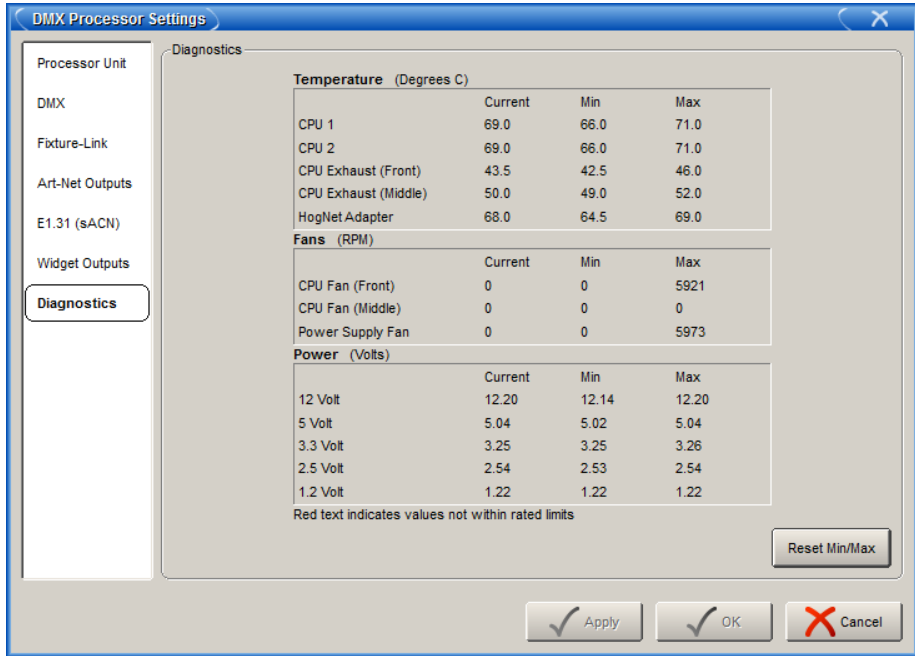 DMX Processor Settings
Processor Unit
DMX
Fixture-Link
Art-Net Outputs
E1.31 (sACN)
Widget Outputs
Diagnostics
Diagnostics
Temperature (Degrees C)
Current Min Max
CPU 1 69.0 66.0 71.0
CPU 2 69.0 66.0 71.0
CPU Exhaust (Front) 43.5 42.5 46.0
CPU Exhaust (Middle) 50.0 49.0 52.0
HogNet Adapter 68.0 64.5 69.0
Fans (RPM)
Current Min Max
CPU Fan (Front) 0 0 5921
CPU Fan (Middle) 0 0 0
Power Supply Fan 0 0 5973
Power (Volts)
Current Min Max
12 Volt 12.20 12.14 12.20
5 Volt 5.04 5.02 5.04
3.3 Volt 3.25 3.25 3.26
2.5 Volt 2.54 2.53 2.54
1.2 Volt 1.22 1.22 1.22
Red text indicates values not within rated limits
Reset Min/Max
Apply OK Cancel